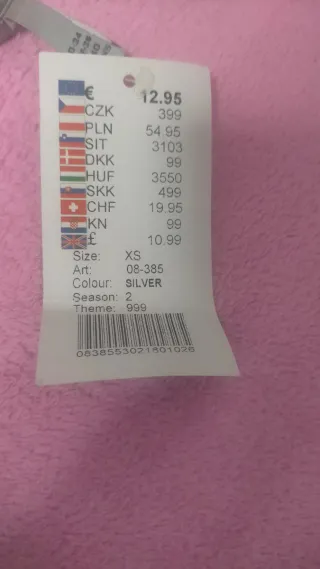 € 12.95
CZK 399
PLN 54.95
SIT 3103
DKK 99
HUF 3550
SKK 499
CHF 19.95
KN 99
£ 10.99
Size: XS
Art: 08-385
Colour: SILVER
Season: 2
Theme: 999
0838553021801026